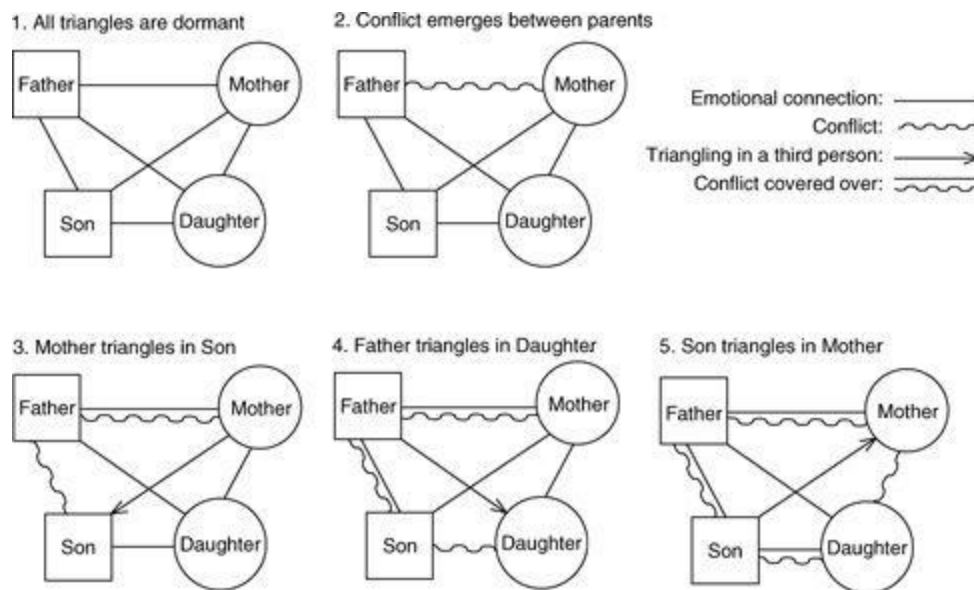 1. All triangles are dormant
2. Conflict emerges between parents
Father
Mother
Son
Daughter
Father
Mother
Son
Daughter
Emotional connection:
Conflict:
Triangling in a third person:
Conflict covered over:
3. Mother triangles in Son
4. Father triangles in Daughter
5. Son triangles in Mother
Father
Mother
Son
Daughter
Father
Mother
Son
Daughter
Father
Mother
Son
Daughter